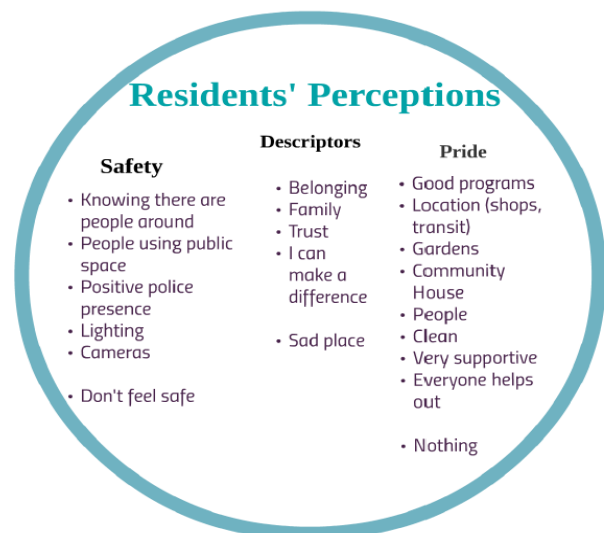 Residents' Perceptions
Safety
• Knowing there are
people around
• People using public
space
• Positive police
presence
• Lighting
• Cameras
• Don't feel safe
Descriptors
• Belonging
• Family
• Trust
• I can
make a
difference
• Sad place
Pride
• Good programs
• Location (shops,
transit)
• Gardens
• Community
House
• People
• Clean
• Very supportive
• Everyone helps
out
• Nothing